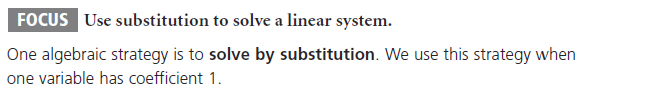 FOCUS Use substitution to solve a linear system.
One algebraic strategy is to solve by substitution. We use this strategy when
one variable has coefficient 1.